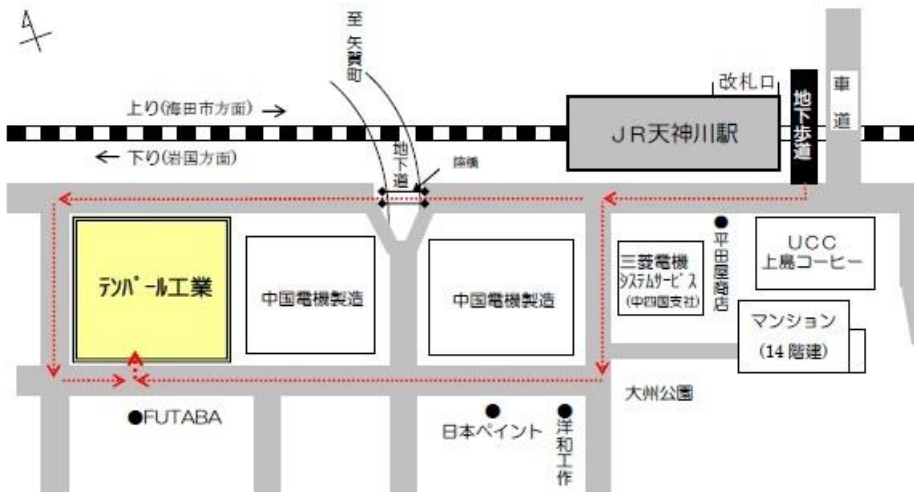 至 矢賀町
改札口
車道
地下歩道
上り(海田市方面)
JR天神川駅
下り(岩国方面)
地下道
陸橋
テンパール工業
中国電機製造
中国電機製造
三菱電機
システムサービス
(中四国支社)
●平田屋商店
UCC
上島コーヒー
マンション
(14階建)
大州公園
●FUTABA
●
日本ペイント
●洋和工作